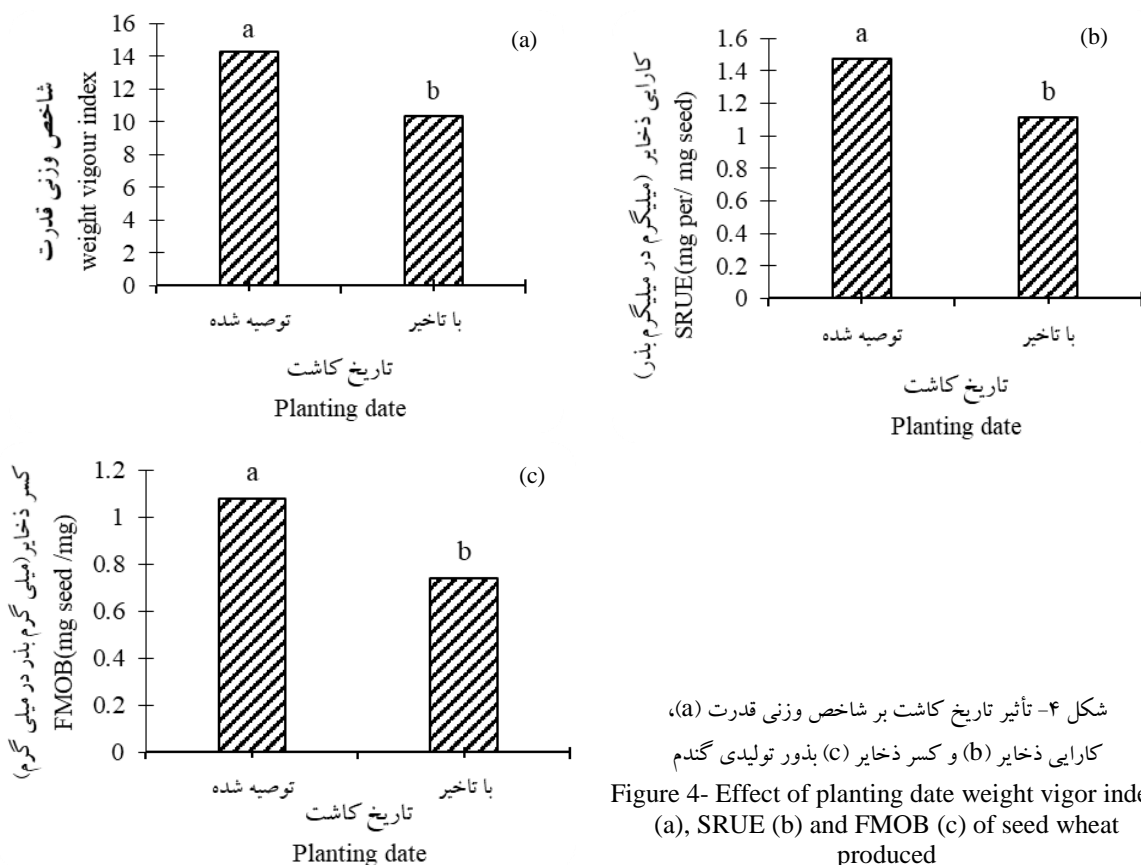 (a)
شاخص وزنی قدرت
weight vigour index
16
14
12
10
8
6
4
2
0
a
b
توصیه شده
با تاخیر
تاریخ کاشت
Planting date
(b)
کارایی ذخایر (میلیگرم در میلیگرم بذر)
SRUE(mg per/ mg seed)
1.6
1.4
1.2
1
0.8
0.6
0.4
0.2
0
a
b
توصیه شده
با تاخیر
تاریخ کاشت
Planting date
(c)
کسر ذخایر(میلی گرم بذر در میلی گرم)
FMOB(mg seed /mg)
1.2
1
0.8
0.6
0.4
0.2
0
a
b
توصیه شده
با تاخیر
تاریخ کاشت
Planting date
شکل ۴- تأثیر تاریخ کاشت بر شاخص وزنی قدرت (a)،
کارایی ذخایر (b) و کسر ذخایر (c) بذور تولیدی گندم
Figure 4- Effect of planting date weight vigor inde
(a), SRUE (b) and FMOB (c) of seed wheat
produced